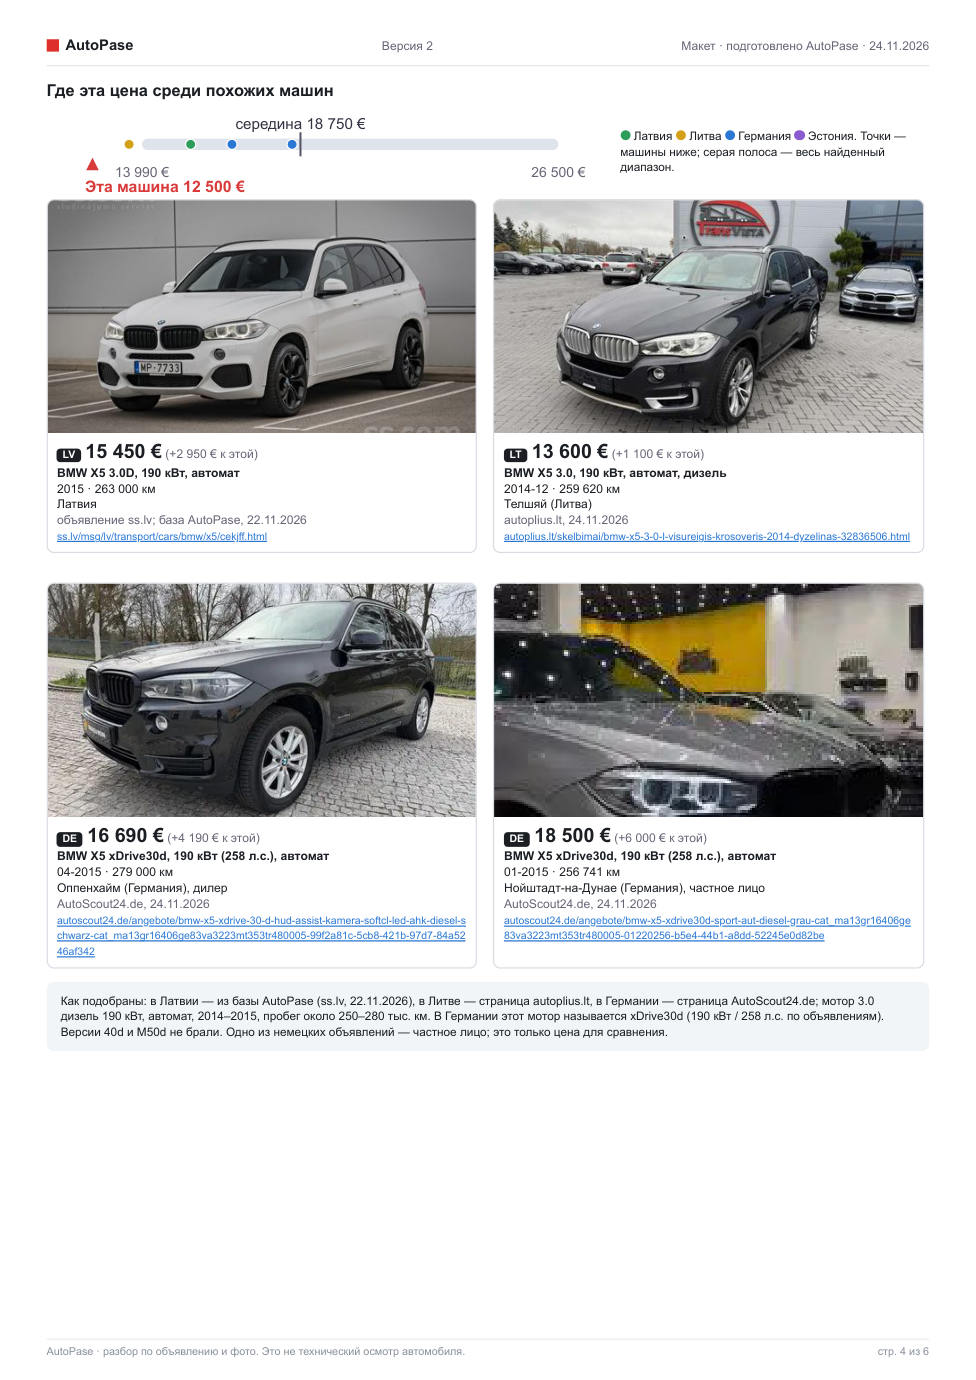 AutoPase
Версия 2
Макет · подготовлено AutoPase · 24.11.2026
Где эта цена среди похожих машин
середина 18 750 €
13 990 €
26 500 €
Эта машина 12 500 €
Латвия Литва Германия Эстония. Точки —
машины ниже; серая полоса — весь найденный
диапазон.
MP-7733
ss.com
TransVISTA
LV 15 450 € (+2 950 € к этой)
BMW X5 3.0D, 190 кВт, автомат
2015 · 263 000 км
Латвия
объявление ss.lv; база AutoPase, 22.11.2026
ss.lv/msg/lv/transport/cars/bmw/x5/cekjff.html
LT 13 600 € (+1 100 € к этой)
BMW X5 3.0, 190 кВт, автомат, дизель
2014-12 · 259 620 км
Тельшяй (Литва)
autoplius.lt, 24.11.2026
autoplius.lt/skelbimai/bmw-x5-3-0-l-visureigis-krosoveris-2014-dyzelinas-32836506.html
DE 16 690 € (+4 190 € к этой)
BMW X5 xDrive30d, 190 кВт (258 л.с.), автомат
04-2015 · 279 000 км
Оппенхайм (Германия), дилер
AutoScout24.de, 24.11.2026
autoscout24.de/angebote/bmw-x5-xdrive-30-d-hud-assist-kamera-softcl-led-ahk-diesel-s
chwarz-cat_ma13gr16406ge83va3223mt353tr480005-99f2a81c-5cb8-421b-97d7-84a52
46af342
DE 18 500 € (+6 000 € к этой)
BMW X5 xDrive30d, 190 кВт (258 л.с.), автомат
01-2015 · 256 741 км
Нойштадт-на-Дунае (Германия), частное лицо
AutoScout24.de, 24.11.2026
autoscout24.de/angebote/bmw-x5-xdrive30d-sport-aut-diesel-grau-cat_ma13gr16406ge
83va3223mt353tr480005-01220256-b5e4-44b1-a8dd-52245e0d82be
Как подобраны: в Латвии — из базы AutoPase (ss.lv, 22.11.2026), в Литве — страница autoplius.lt, в Германии — страница AutoScout24.de; мотор 3.0
дизель 190 кВт, автомат, 2014–2015, пробег около 250–280 тыс. км. В Германии этот мотор называется xDrive30d (190 кВт / 258 л.с. по объявлениям).
Версии 40d и M50d не брали. Одно из немецких объявлений — частное лицо; это только цена для сравнения.
AutoPase · разбор по объявлению и фото. Это не технический осмотр автомобиля.
стр. 4 из 6